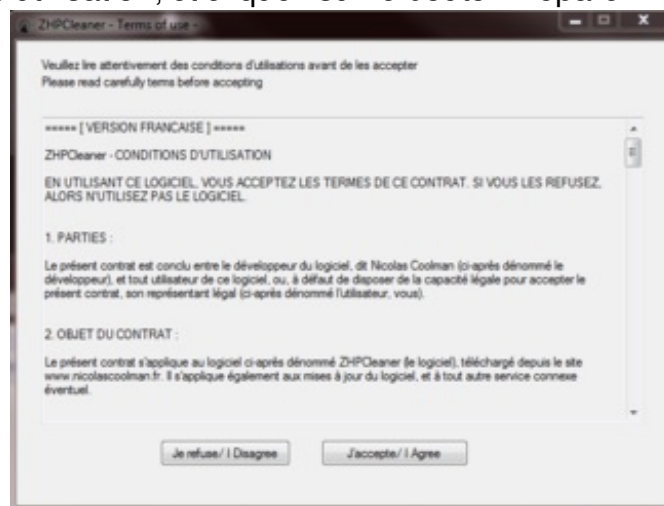 ZHPCleaner - Terms of use -
Veuillez lire attentivement des conditions d'utilisations avant de les accepter
Please read carefully terms before accepting
===== [ VERSION FRANCAISE ] =====
ZHPCleaner - CONDITIONS D'UTILISATION
EN UTILISANT CE LOGICIEL, VOUS ACCEPTEZ LES TERMES DE CE CONTRAT. SI VOUS LES REFUSEZ,
ALORS N'UTILISEZ PAS LE LOGICIEL.
1. PARTIES :
Le présent contrat est conclu entre le développeur du logiciel, dit Nicolas Coolman (ci-après dénommé le
développeur), et tout utilisateur de ce logiciel, ou, à défaut de disposer de la capacité légale pour accepter le
présent contrat, son représentant légal (ci-après dénommé l'utilisateur, vous).
2. OBJET DU CONTRAT :
Le présent contrat s'applique au logiciel ci-après dénommé ZHPCleaner (le logiciel), téléchargé depuis le site
www.nicolascoolman.fr. Il s'applique également aux mises à jour du logiciel, et à tout autre service connexe
éventuel.
Je refuse/ I Disagree
J'accepte/ I Agree